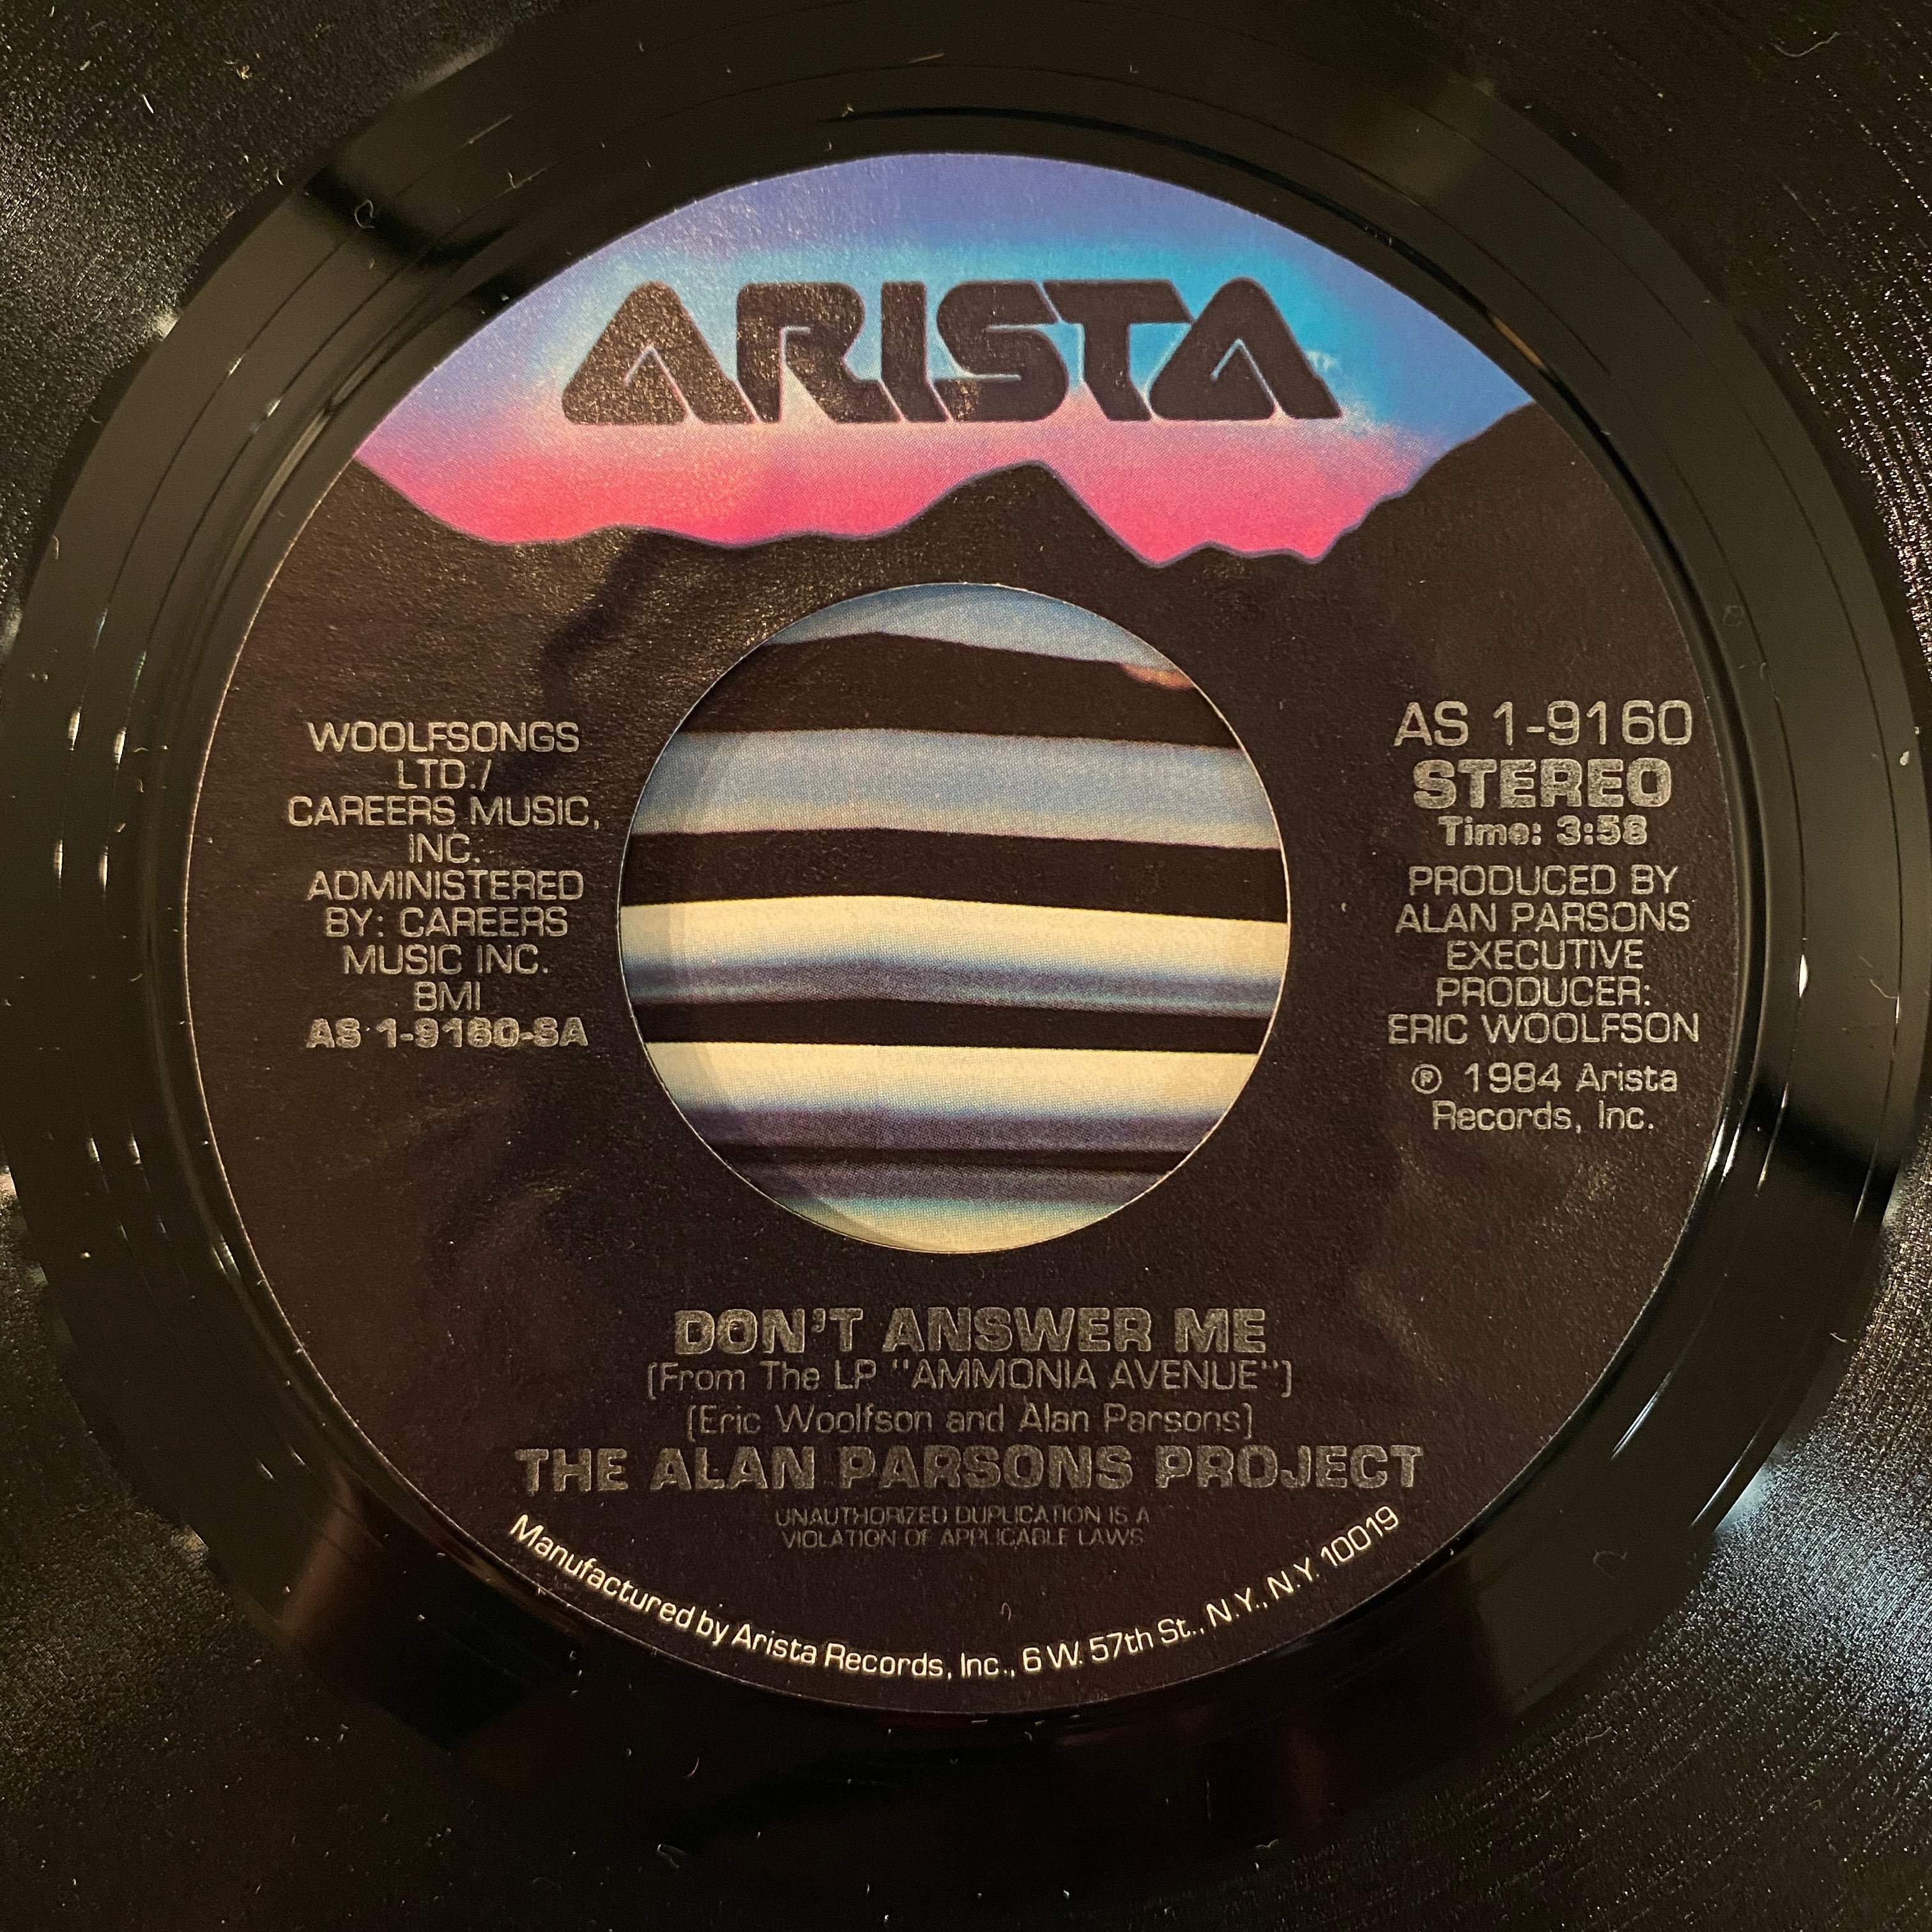 ARISTA
WOOLFSONGS
LTD./
CAREERS MUSIC,
INC.
ADMINISTERED
BY: CAREERS
MUSIC INC.
BMI
AS 1-9160-SA
AS 1-9160
STEREO
Time: 3:58
PRODUCED BY
ALAN PARSONS
EXECUTIVE
PRODUCER:
ERIC WOOLFSON
℗ 1984 Arista
Records, Inc.
DON'T ANSWER ME
(From The LP "AMMONIA AVENUE")
(Eric Woolfson and Alan Parsons)
THE ALAN PARSONS PROJECT
UNAUTHORIZED DUPLICATION IS A
VIOLATION OF APPLICABLE LAWS
Manufactured by Arista Records, Inc., 6 W. 57th St., N.Y., N.Y. 10019